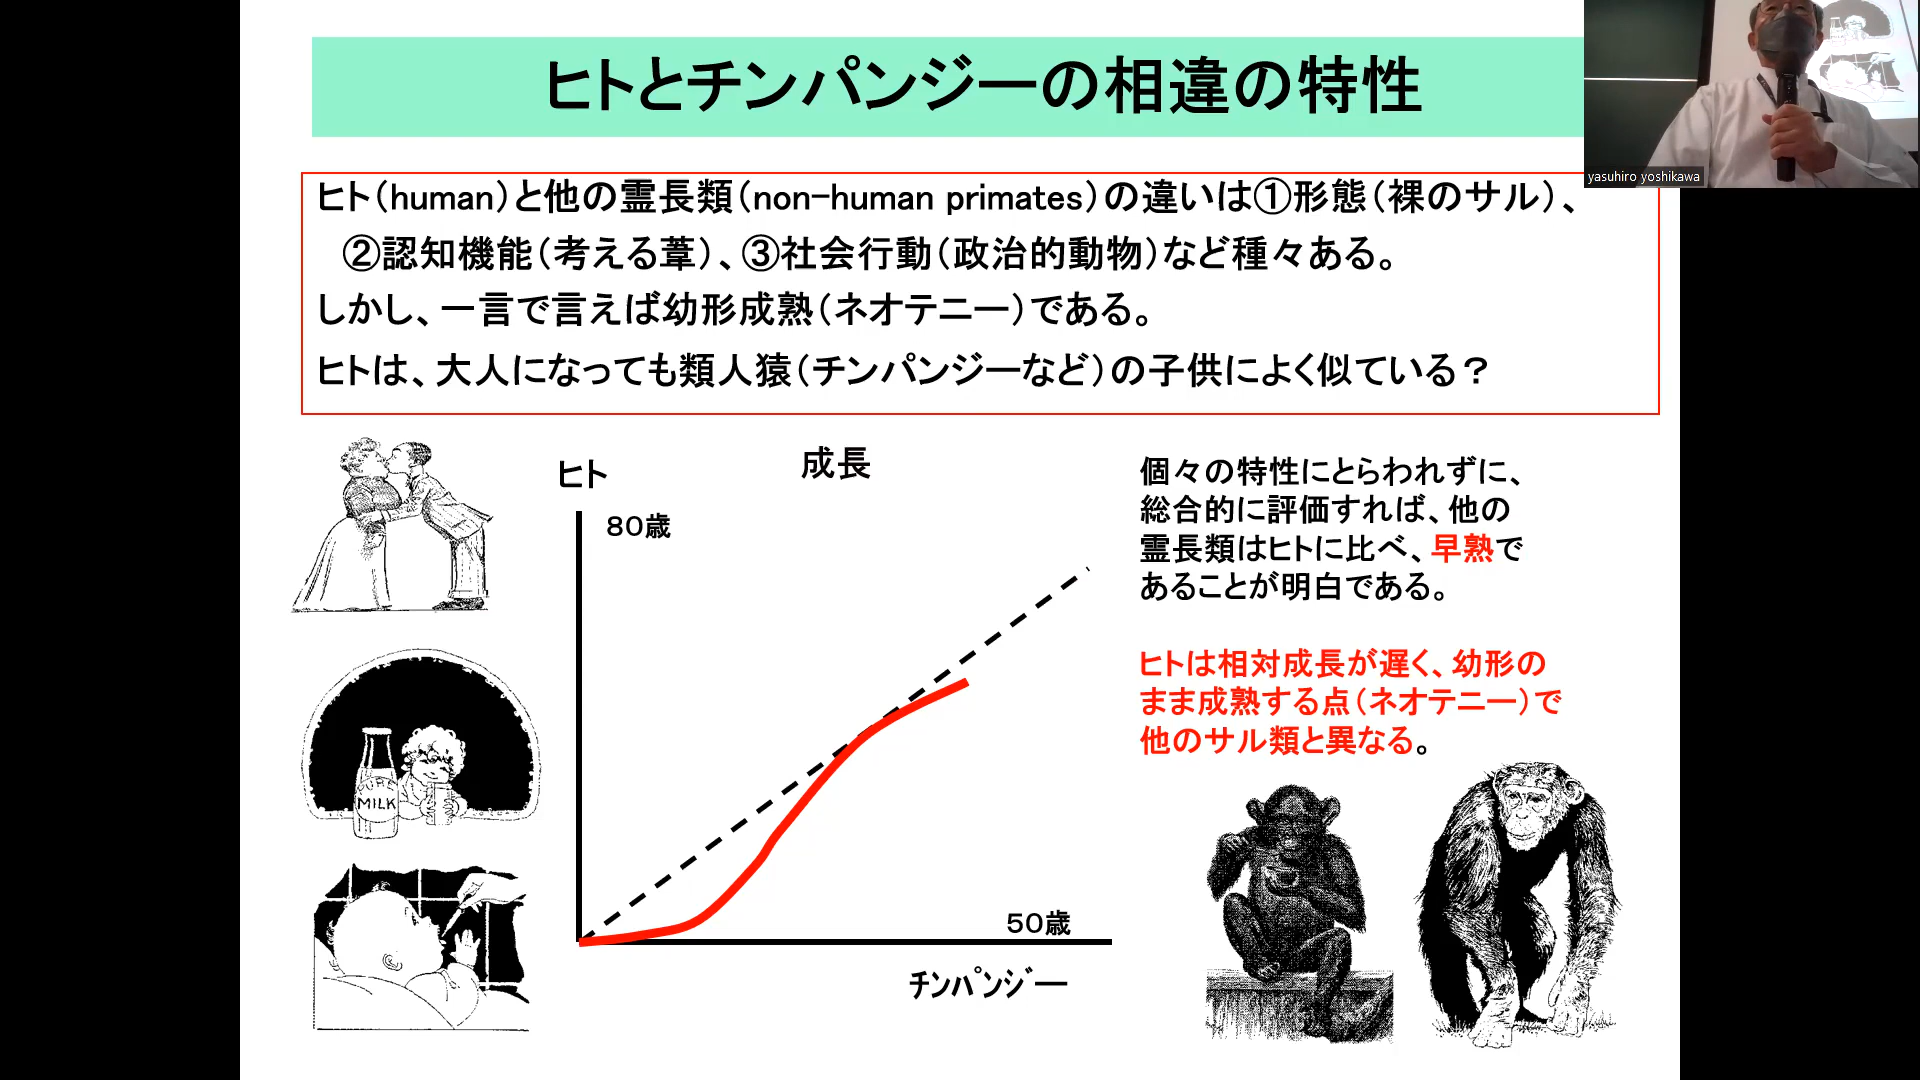 ヒトとチンパンジーの相違の特性
yasuhiro yoshikawa
ヒト(human)と他の霊長類(non-human primates)の違いは①形態(裸のサル)、
②認知機能(考える葦)、③社会行動(政治的動物)など種々ある。
しかし、一言で言えば幼形成熟(ネオテニー)である。
ヒトは、大人になっても類人猿(チンパンジーなど)の子供によく似ている?
ヒト
成長
80歳
50歳
チンパンジー
個々の特性にとらわれずに、
総合的に評価すれば、他の
霊長類はヒトに比べ、早熟で
あることが明白である。
ヒトは相対成長が遅く、幼形の
まま成熟する点(ネオテニー)で
他のサル類と異なる。
PURE
MILK